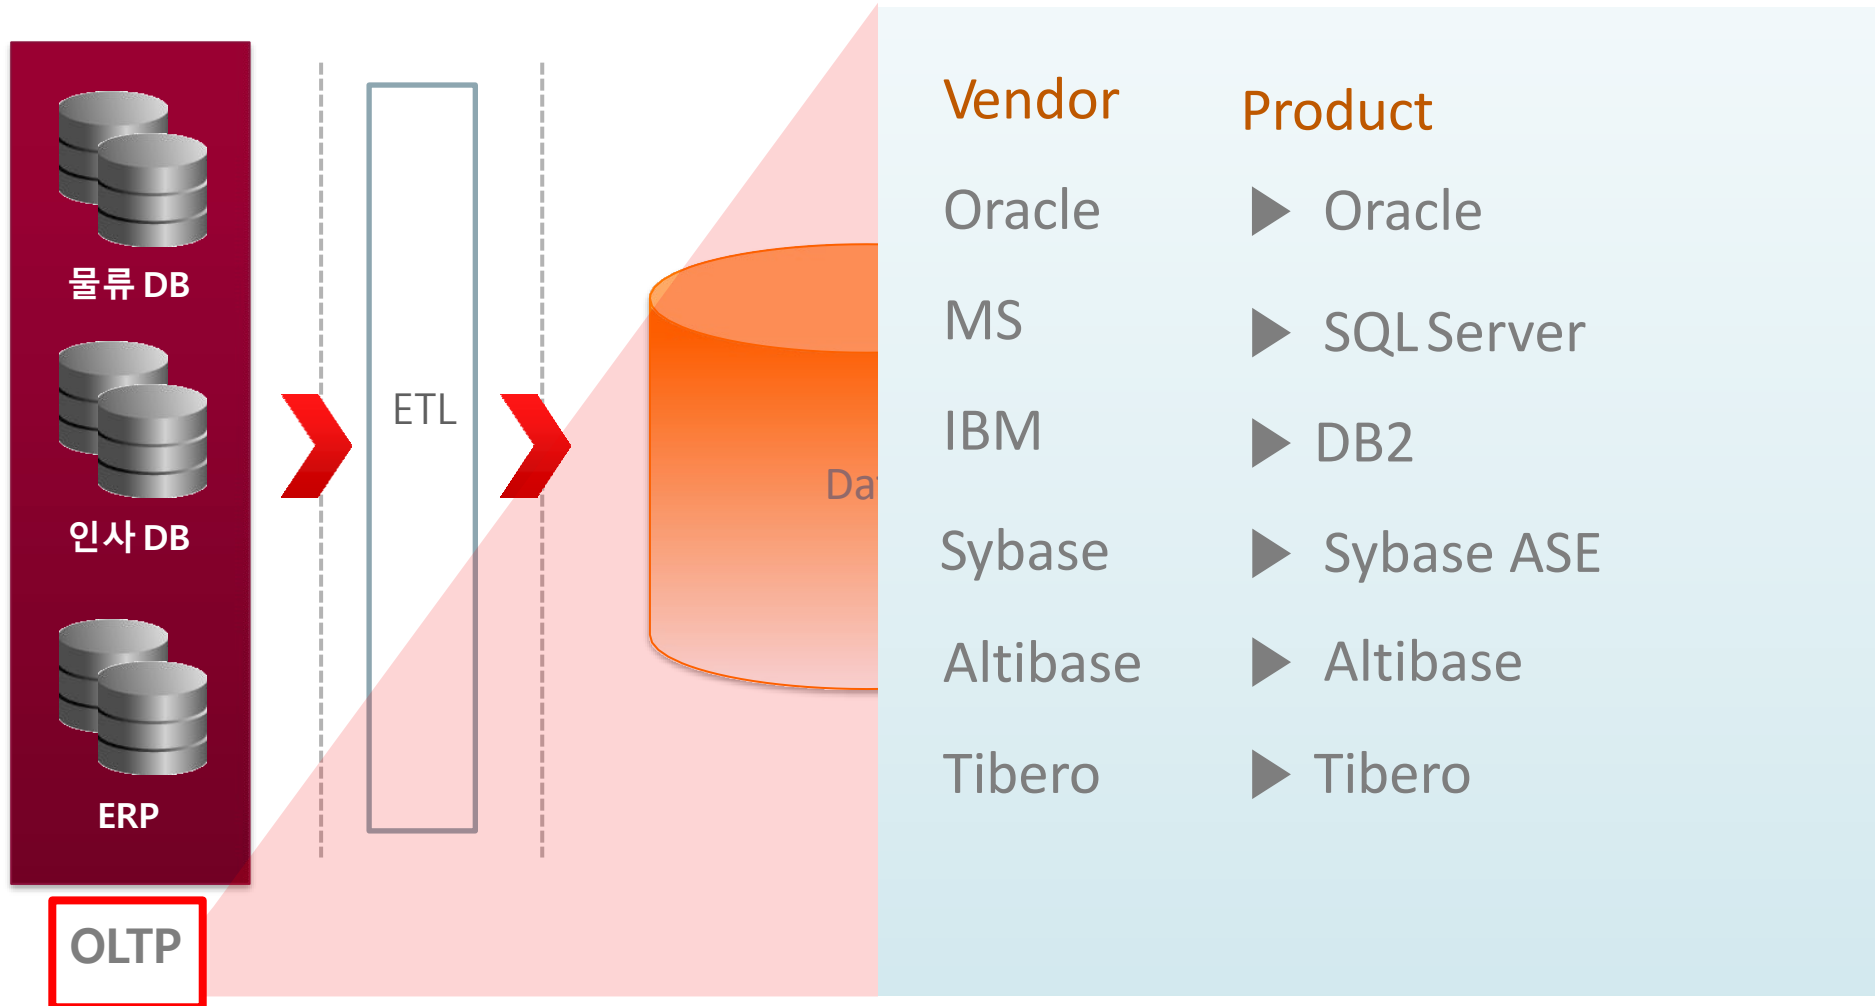 물류 DB
인사 DB
ERP
OLTP
ETL
Vendor Product
Oracle ▶ Oracle
MS ▶ SQL Server
IBM ▶ DB2
Sybase ▶ Sybase ASE
Altibase ▶ Altibase
Tibero ▶ Tibero